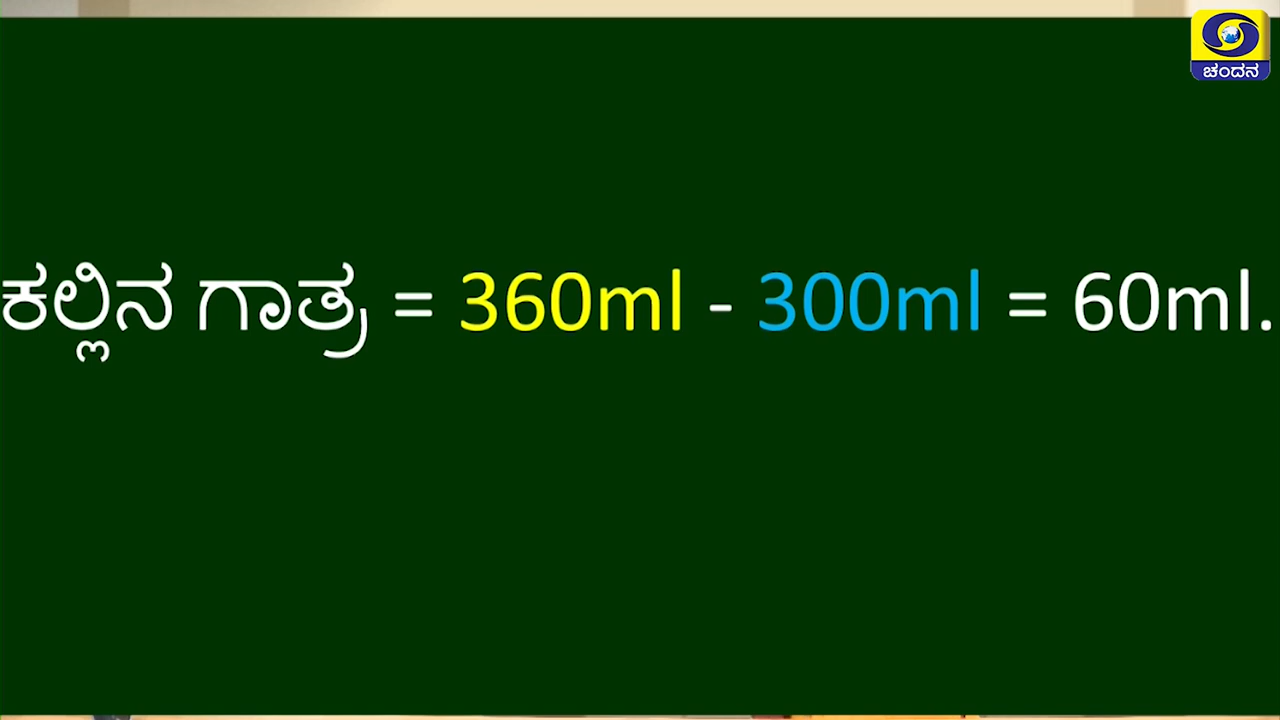 ಚಂದನ
ಕಲ್ಲಿನ ಗಾತ್ರ = 360ml - 300ml = 60ml.